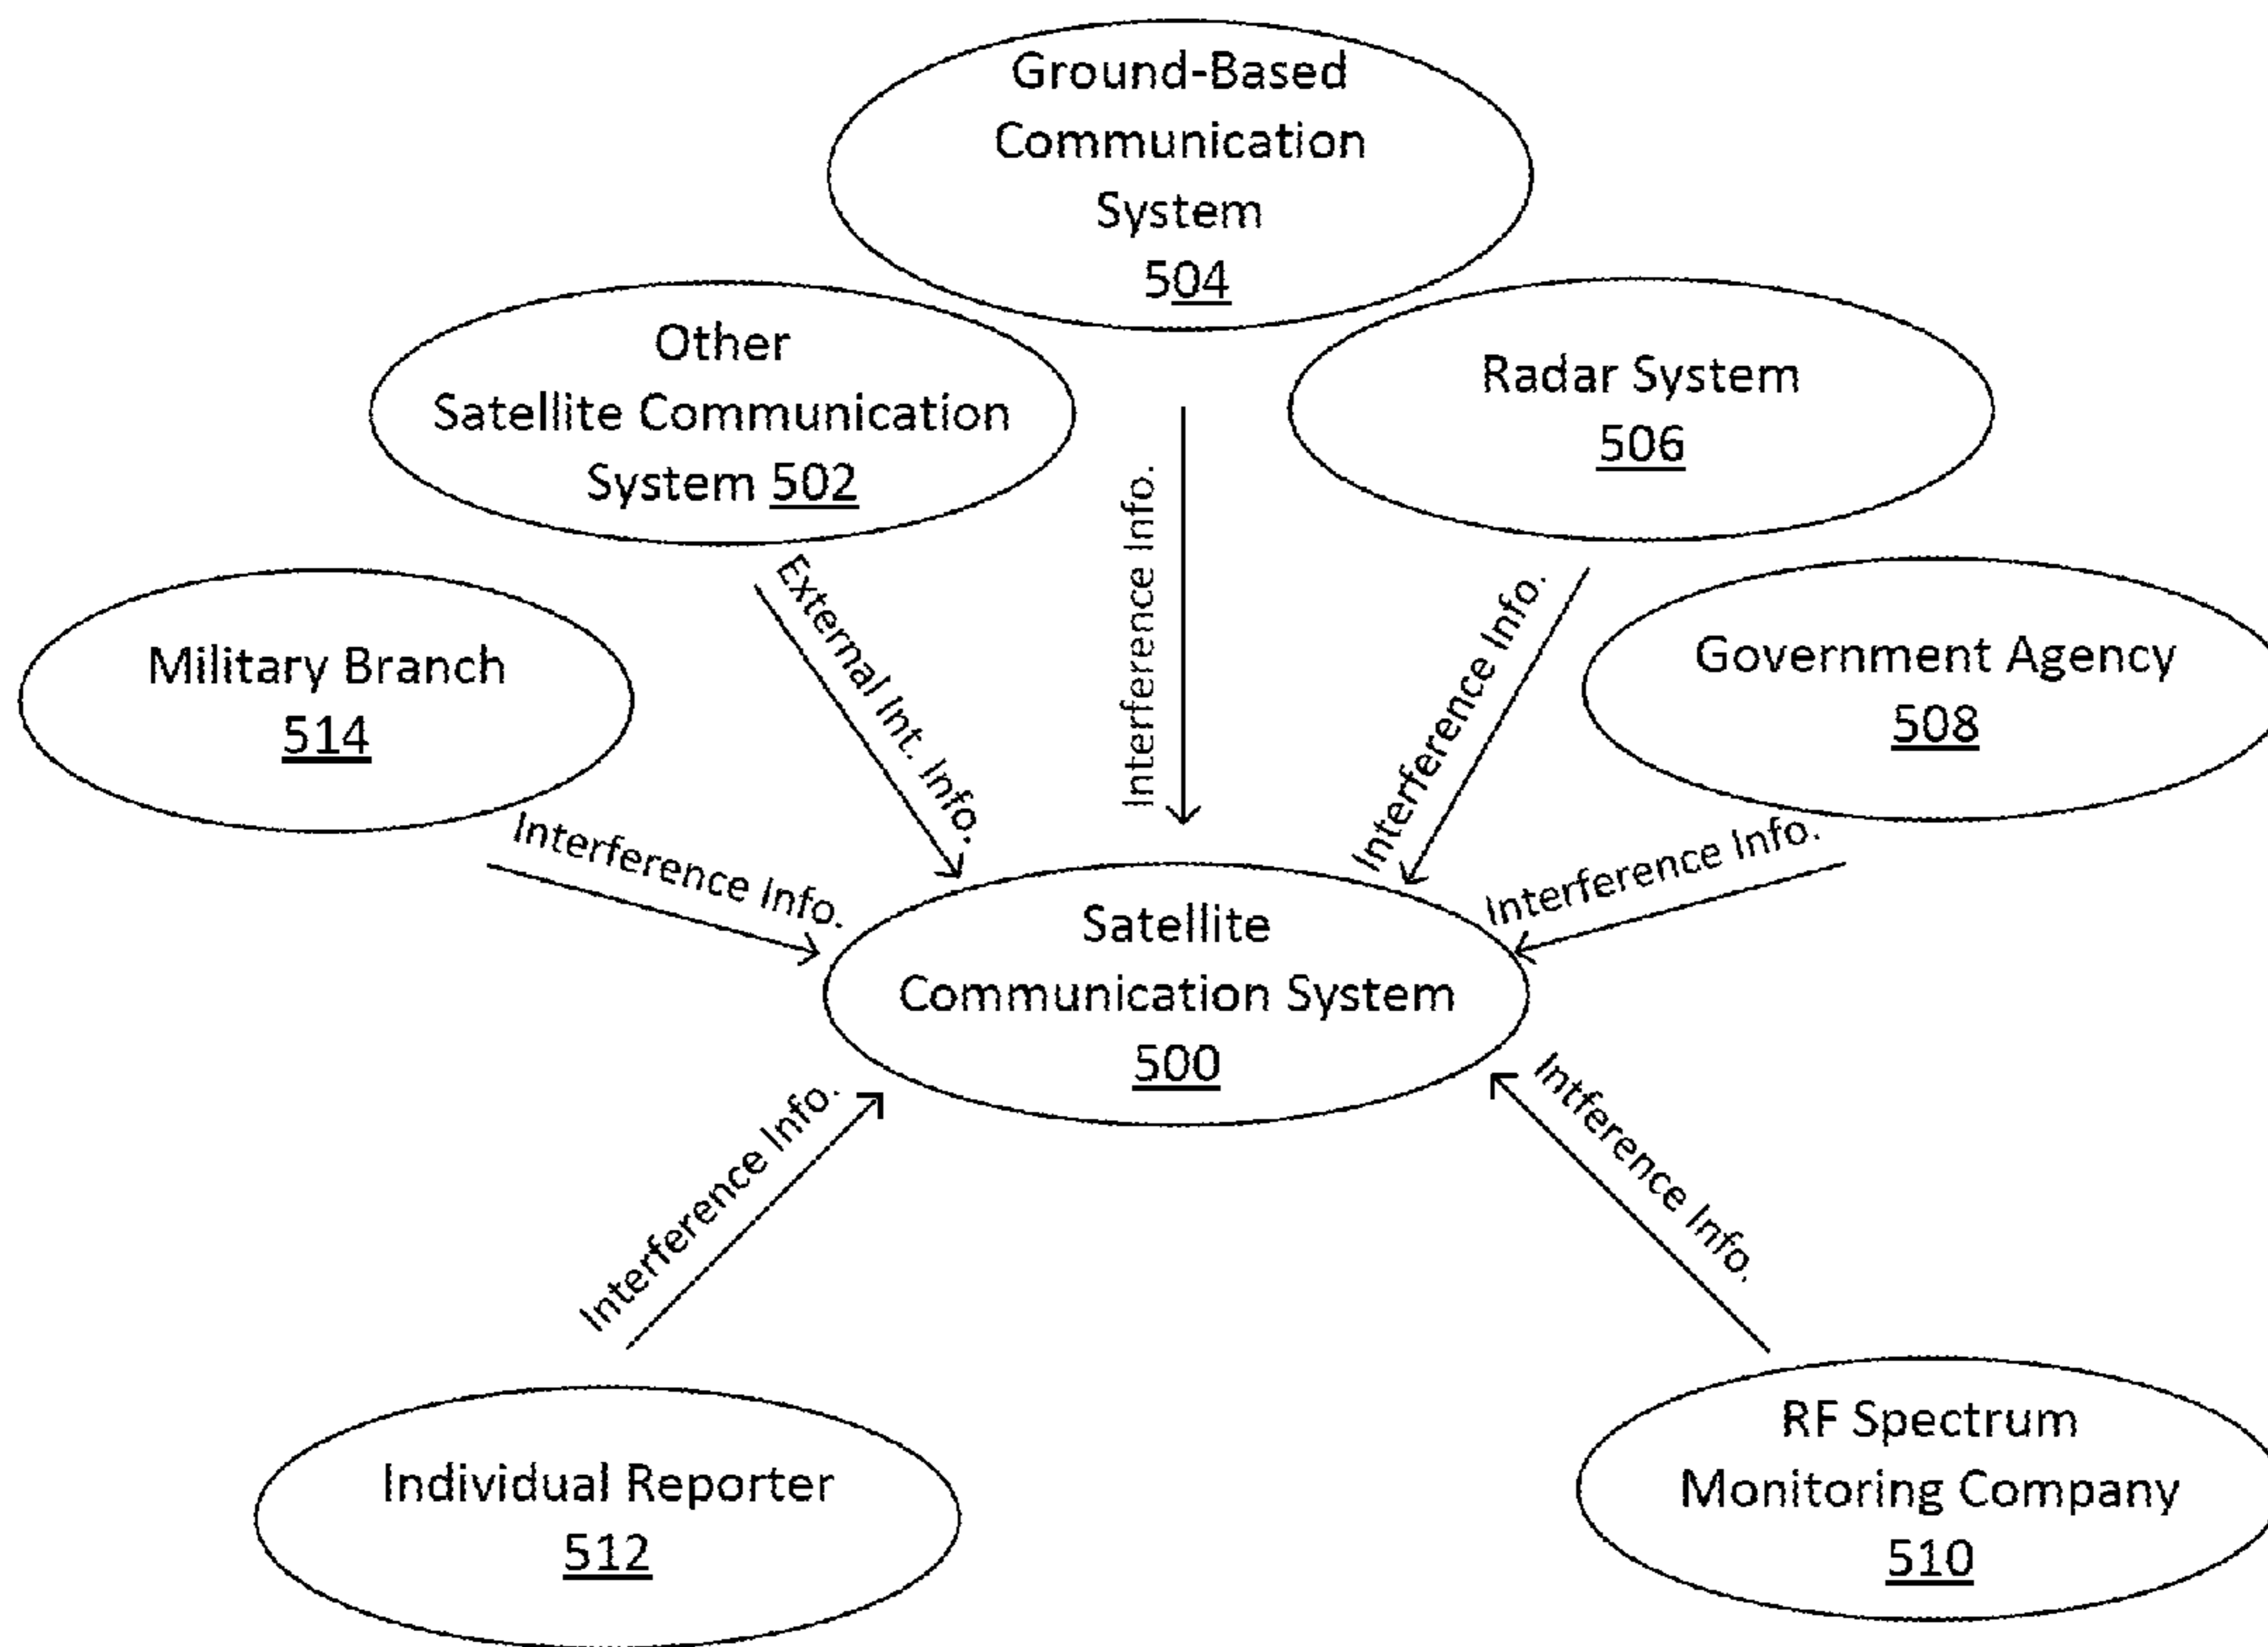 Ground-Based
Communication
System
504
Other
Satellite Communication
System 502
Radar System
506
Military Branch
514
Government Agency
508
External Int. Info.
Interference Info.
Interference Info.
Interference Info.
Interference Info.
Satellite
Communication System
500
Interference Info.
Intference Info.
Individual Reporter
512
RF Spectrum
Monitoring Company
510